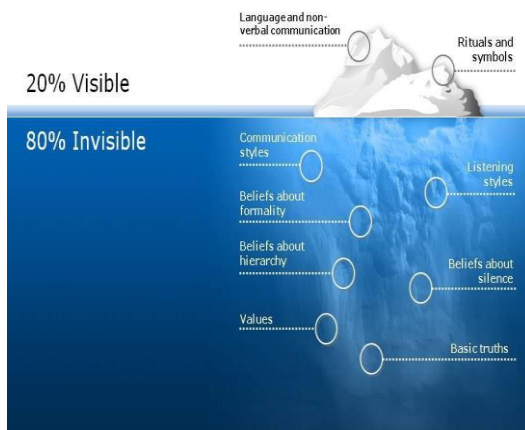 Language and non-
verbal communication
Rituals and
symbols
20% Visible
80% Invisible
Communication
styles
Listening
styles
Beliefs about
formality
Beliefs about
hierarchy
Beliefs about
silence
Values
Basic truths